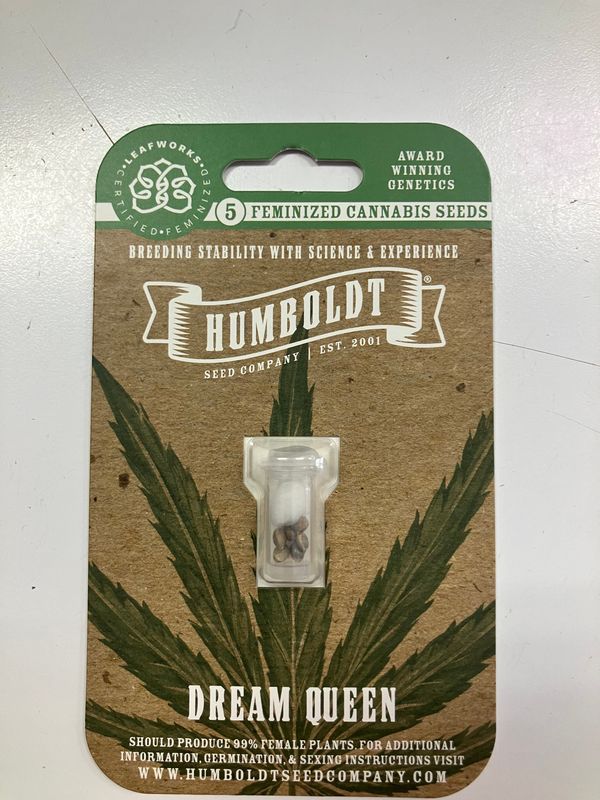 LEAFWORKS
CERTIFIED • FEMINIZED
AWARD
WINNING
GENETICS
5 FEMINIZED CANNABIS SEEDS
BREEDING STABILITY WITH SCIENCE & EXPERIENCE
HUMBOLDT®
SEED COMPANY | EST. 2001
DREAM QUEEN
SHOULD PRODUCE 99% FEMALE PLANTS. FOR ADDITIONAL
INFORMATION, GERMINATION, & SEXING INSTRUCTIONS VISIT
WWW.HUMBOLDTSEEDCOMPANY.COM